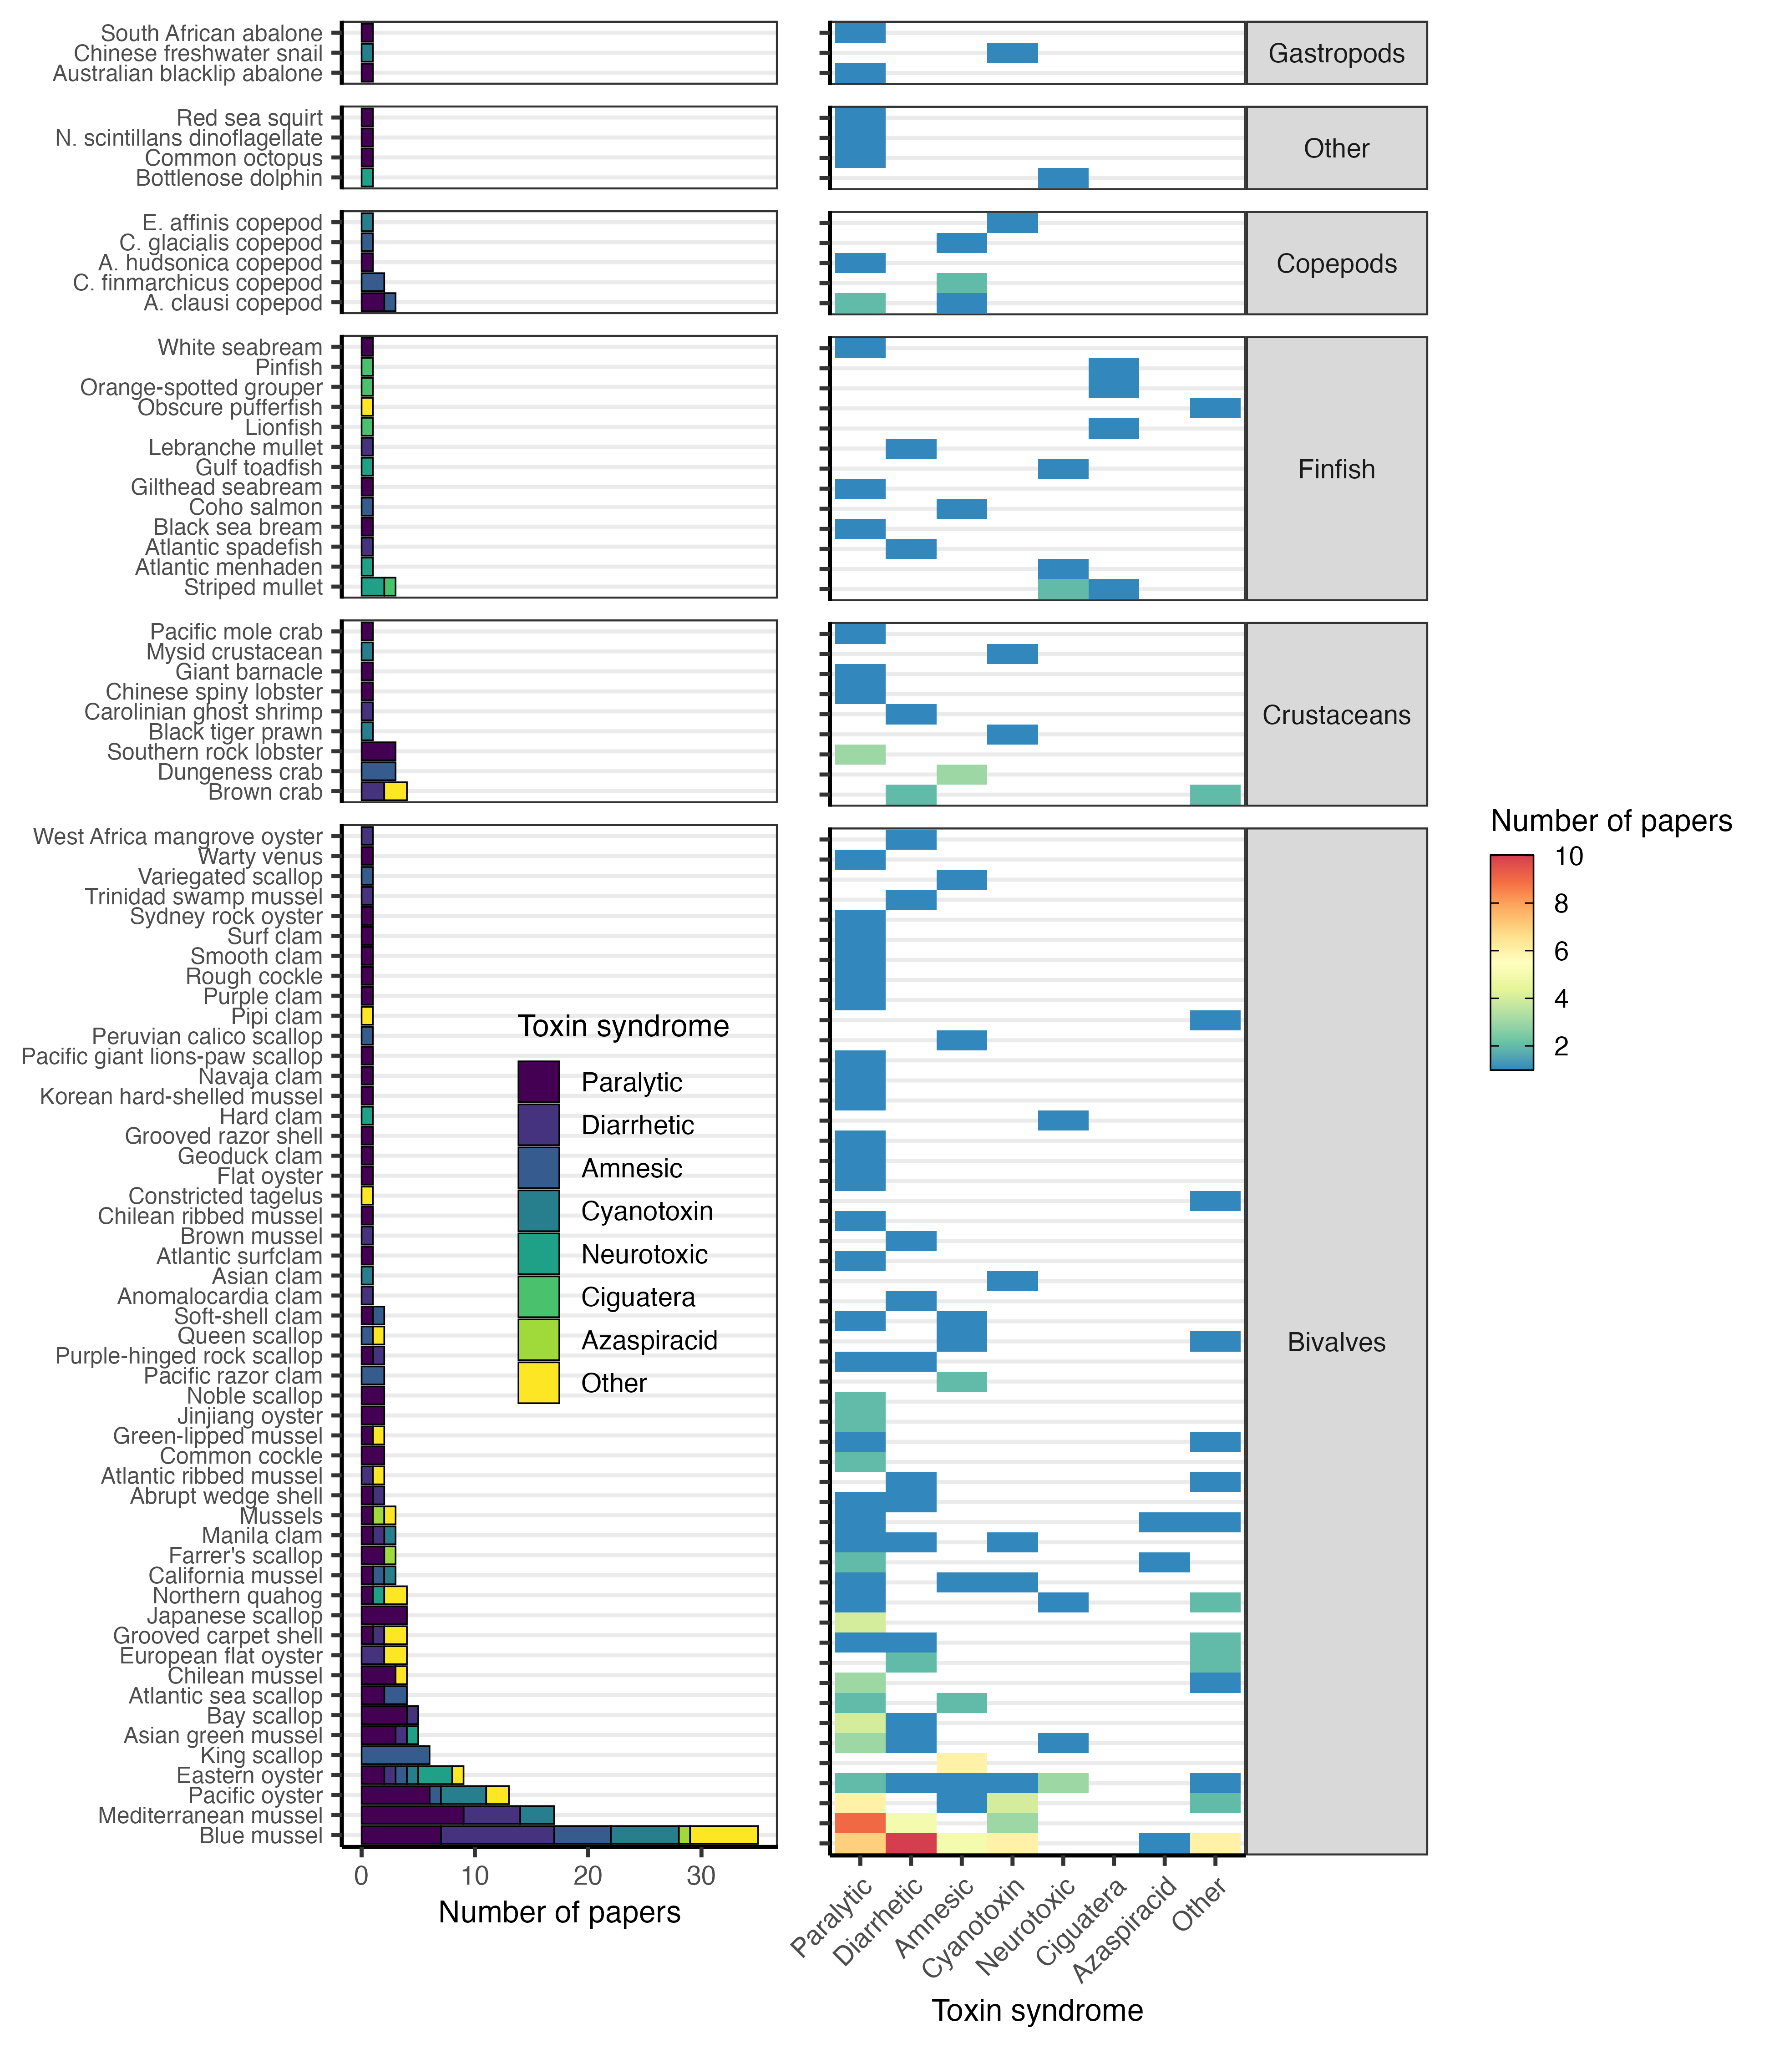 South African abalone
Chinese freshwater snail
Australian blacklip abalone
Gastropods
Red sea squirt
N. scintillans dinoflagellate
Common octopus
Bottlenose dolphin
Other
E. affinis copepod
C. glacialis copepod
A. hudsonica copepod
C. finmarchicus copepod
A. clausi copepod
Copepods
White seabream
Pinfish
Orange-spotted grouper
Obscure pufferfish
Lionfish
Lebranche mullet
Gulf toadfish
Gilthead seabream
Coho salmon
Black sea bream
Atlantic spadefish
Atlantic menhaden
Striped mullet
Finfish
Pacific mole crab
Mysid crustacean
Giant barnacle
Chinese spiny lobster
Carolinian ghost shrimp
Black tiger prawn
Southern rock lobster
Dungeness crab
Brown crab
Crustaceans
West Africa mangrove oyster
Warty venus
Variegated scallop
Trinidad swamp mussel
Sydney rock oyster
Surf clam
Smooth clam
Rough cockle
Purple clam
Pipi clam
Peruvian calico scallop
Pacific giant lions-paw scallop
Navaja clam
Korean hard-shelled mussel
Hard clam
Grooved razor shell
Geoduck clam
Flat oyster
Constricted tagelus
Chilean ribbed mussel
Brown mussel
Atlantic surfclam
Asian clam
Anomalocardia clam
Soft-shell clam
Queen scallop
Purple-hinged rock scallop
Pacific razor clam
Noble scallop
Jinjiang oyster
Green-lipped mussel
Common cockle
Atlantic ribbed mussel
Abrupt wedge shell
Mussels
Manila clam
Farrer's scallop
California mussel
Northern quahog
Japanese scallop
Grooved carpet shell
European flat oyster
Chilean mussel
Atlantic sea scallop
Bay scallop
Asian green mussel
King scallop
Eastern oyster
Pacific oyster
Mediterranean mussel
Blue mussel
Bivalves
Toxin syndrome
Paralytic
Diarrhetic
Amnesic
Cyanotoxin
Neurotoxic
Ciguatera
Azaspiracid
Other
0 10 20 30
Number of papers
Paralytic
Diarrhetic
Amnesic
Cyanotoxin
Neurotoxic
Ciguatera
Azaspiracid
Other
Toxin syndrome
Number of papers
10
8
6
4
2